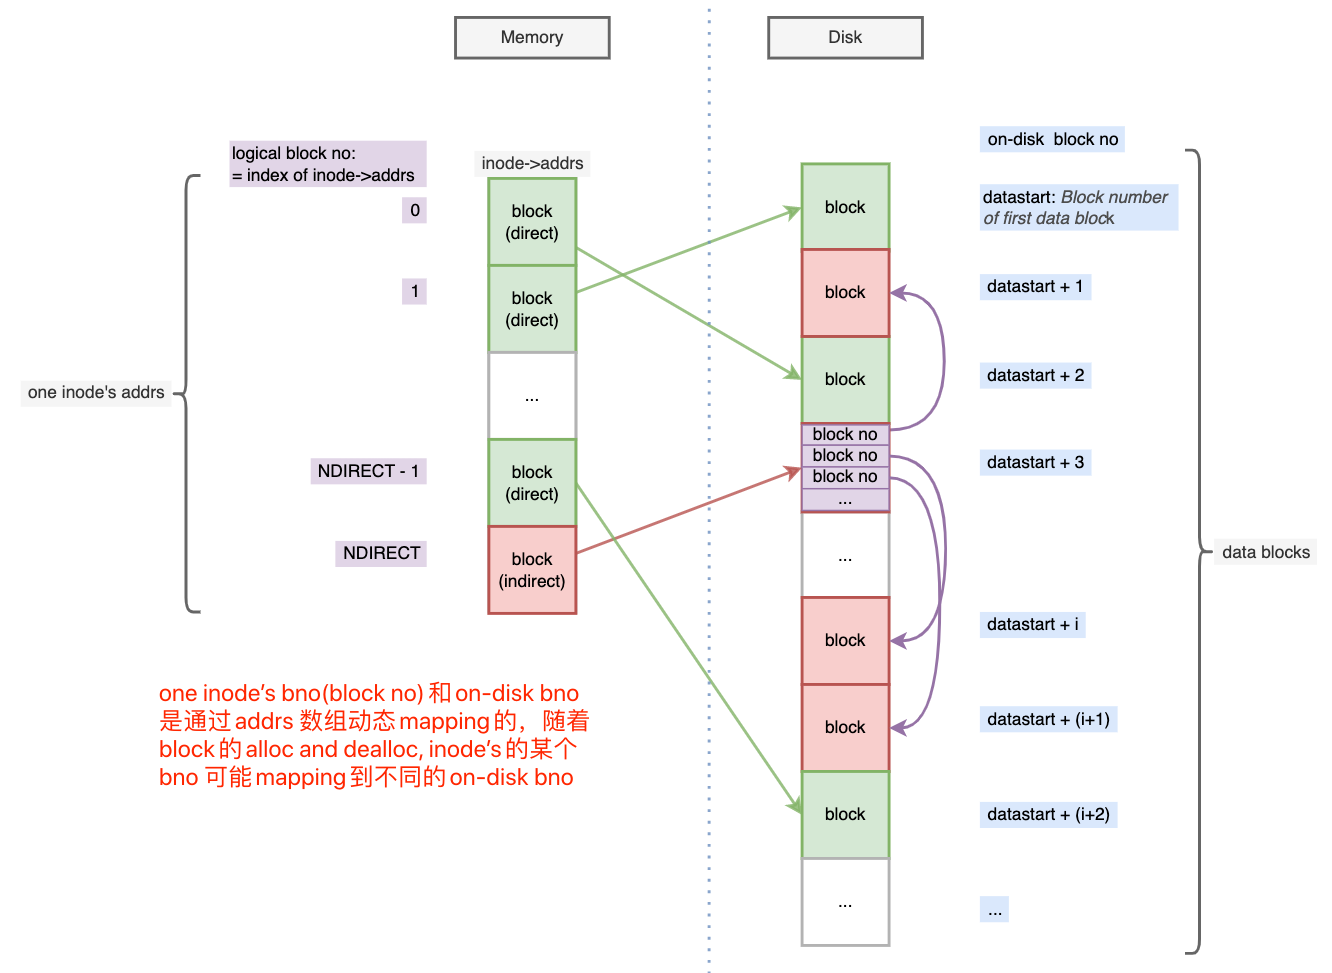 Memory
Disk
logical block no:
= index of inode->addrs
0
1
NDIRECT - 1
NDIRECT
one inode's addrs
inode->addrs
block
(direct)
block
(direct)
...
block
(direct)
block
(indirect)
block
block
block
block no
block no
block no
...
...
block
block
block
...
on-disk  block no
datastart: Block number
of first data block
datastart + 1
datastart + 2
datastart + 3
datastart + i
datastart + (i+1)
datastart + (i+2)
...
data blocks
one inode’s bno(block no) 和 on-disk bno
是通过 addrs 数组动态 mapping 的，随着
block 的 alloc and dealloc, inode’s 的某个
bno 可能 mapping 到不同的 on-disk bno